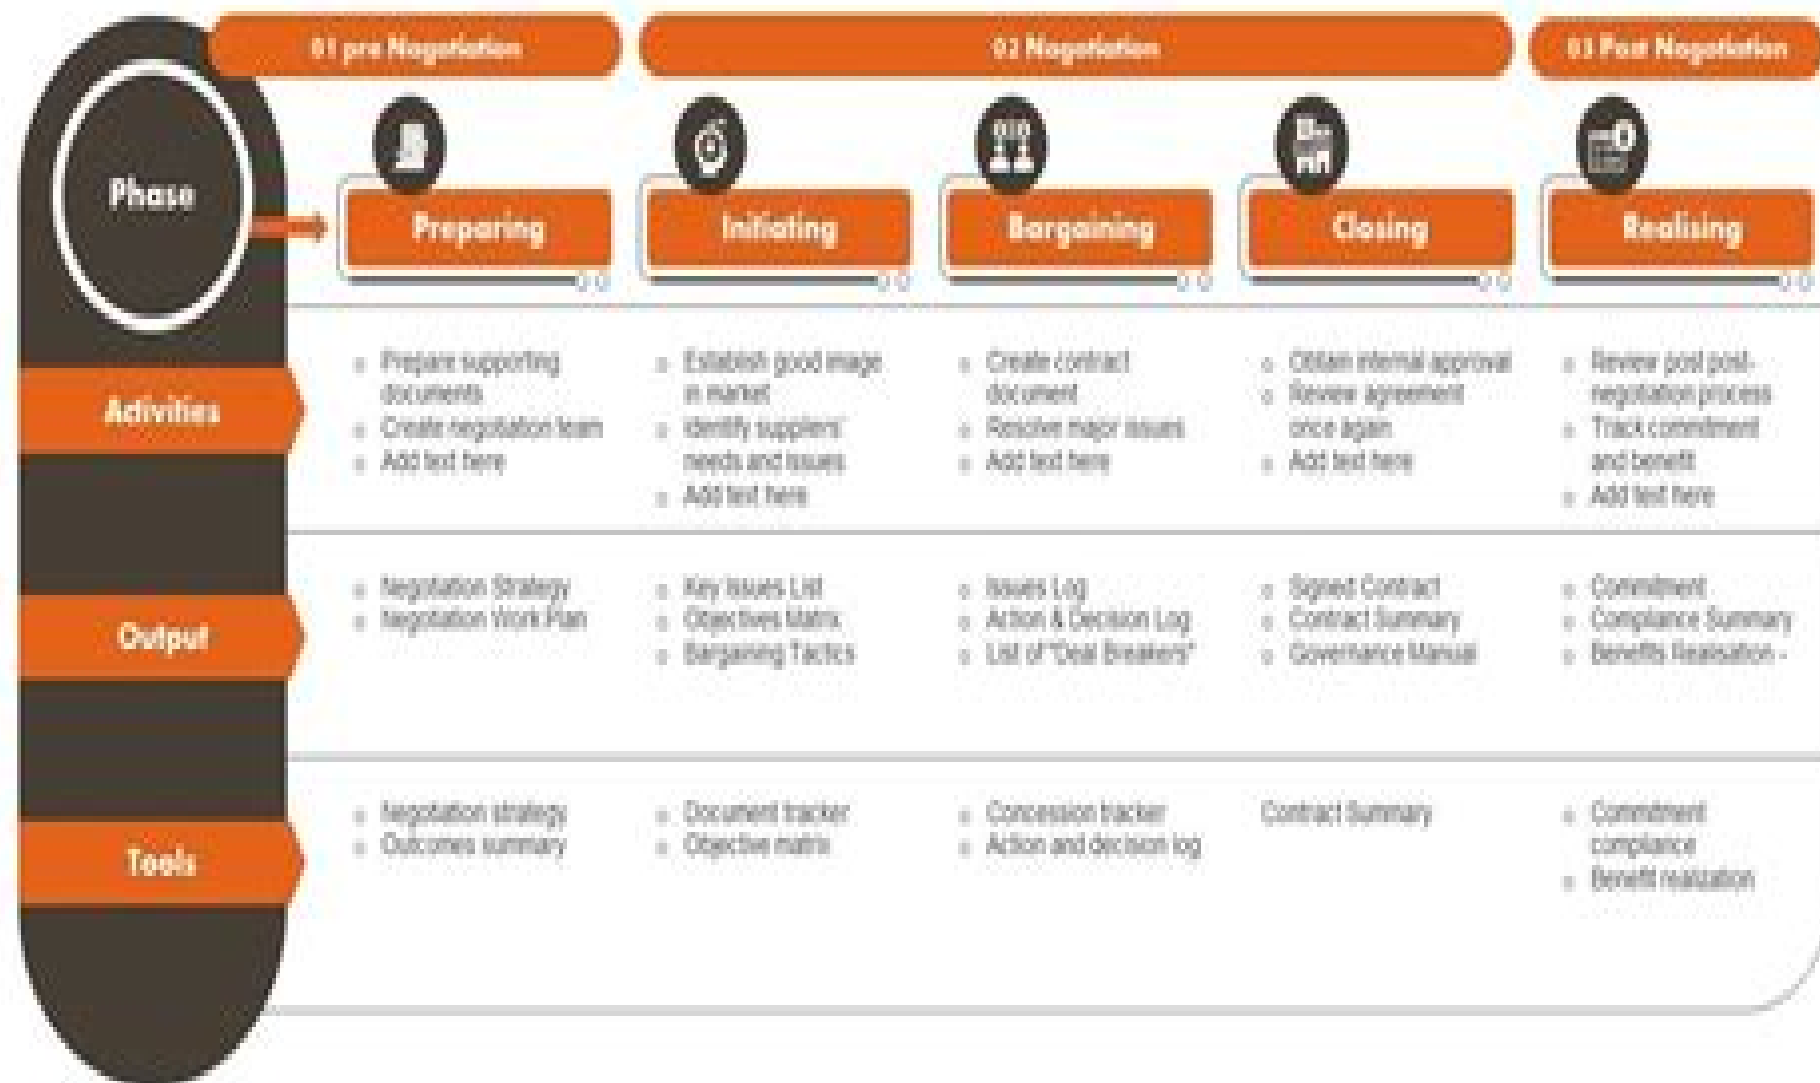 01 pre Nagotiation
02 Nagotiation
03 Post Nagotiation
Phase
Preparing
Initiating
Bargaining
Closing
Realising
Activities
Prepare supporting
documents
Create negotiation team
Add text here
Establish good image
in market
Identify suppliers'
needs and issues
Add text here
Create contract
document
Resolve major issues
Add text here
Obtain internal approval
Review agreement
once again
Add text here
Review post post-
negotiation process
Track commitment
and benefit
Add text here
Output
Negotiation Strategy
Negotiation Work Plan
Key Issues List
Objectives Matrix
Bargaining Tactics
Issues Log
Action & Decision Log
List of "Deal Breakers"
Signed Contract
Contract Summary
Governance Manual
Commitment
Compliance Summary
Benefits Realisation -
Tools
Negotiation strategy
Outcomes summary
Document tracker
Objective matrix
Concession tracker
Action and decision log
Contract Summary
Commitment
compliance
Benefit realization